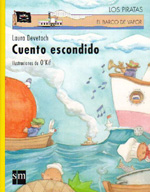 LOS PIRATAS
EL BARCO DE VAPOR
Laura Devetach
Cuento escondido
Ilustraciones de O'Kif
sm